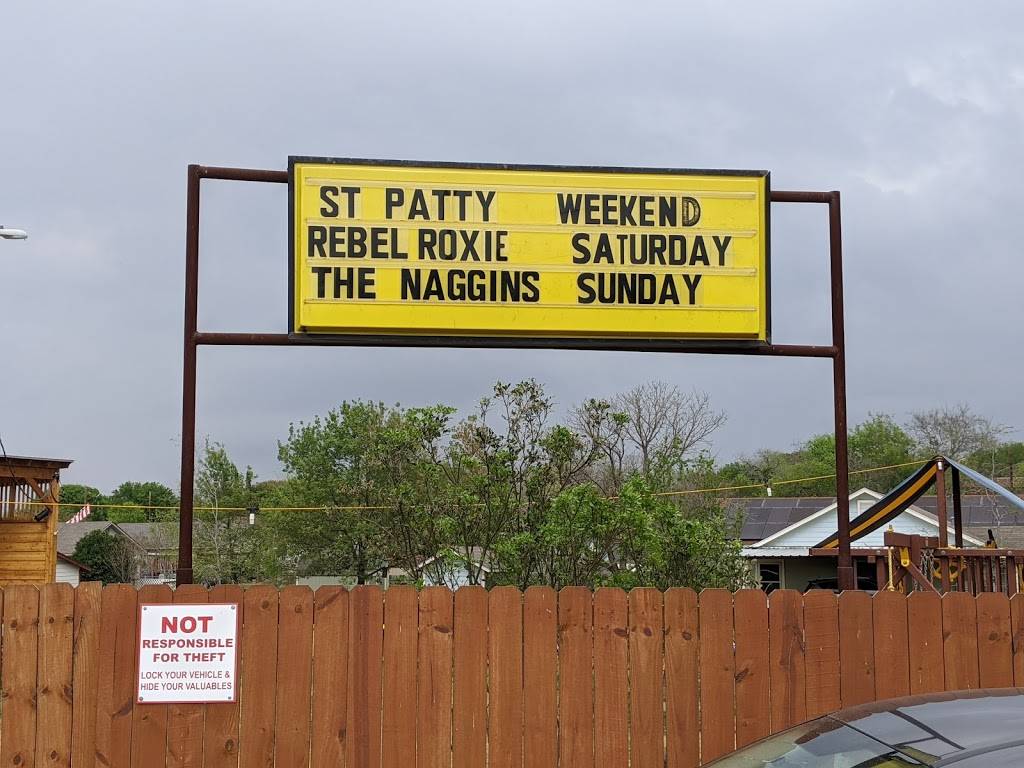 ST PATTY WEEKEND
REBEL ROXIE SATURDAY
THE NAGGINS SUNDAY
NOT
RESPONSIBLE
FOR THEFT
LOCK YOUR VEHICLE &
HIDE YOUR VALUABLES